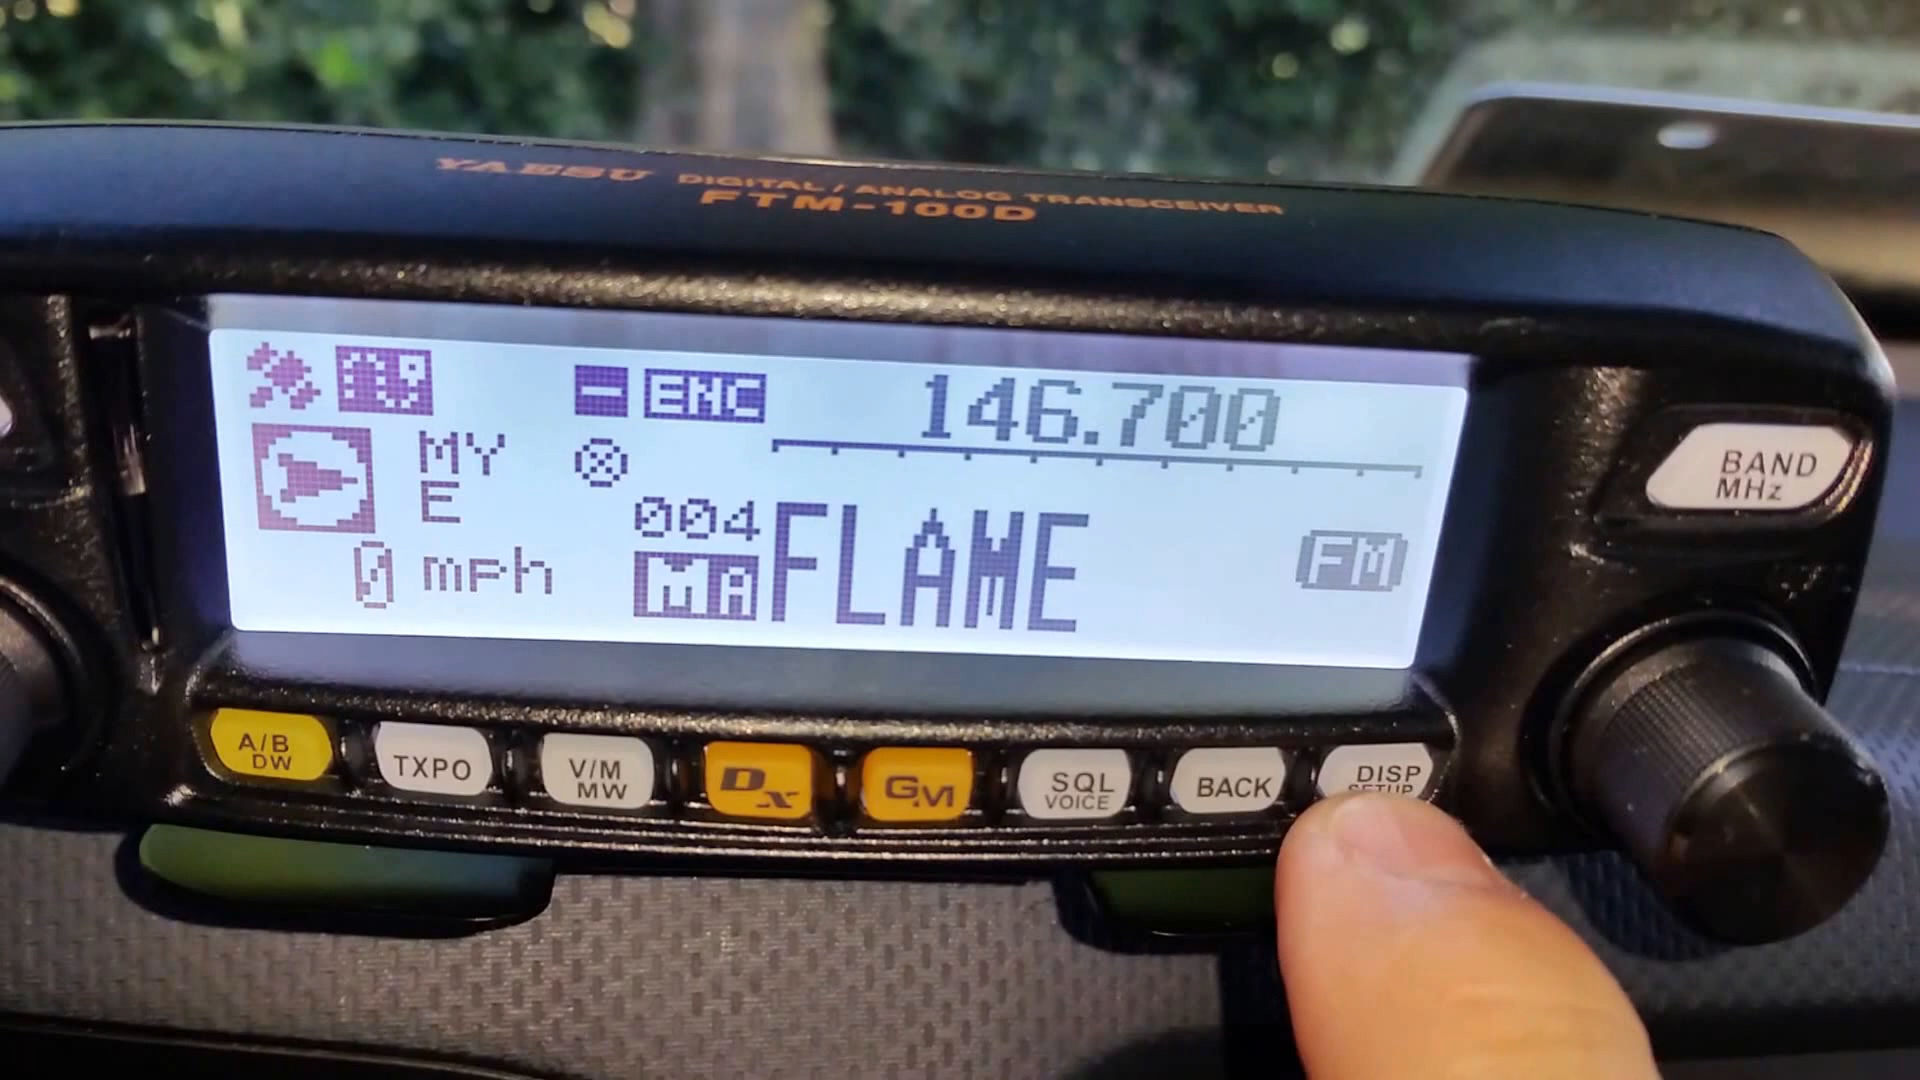 YAESU DIGITAL / ANALOG TRANSCEIVER
FTM-100D
- ENC 146.700
MY
E
004
FLAME
MA
FM
0 mph
BAND
MHz
A/B
DW
TXPO
V/M
MW
DX
GM
SQL
VOICE
BACK
DISP
SETUP